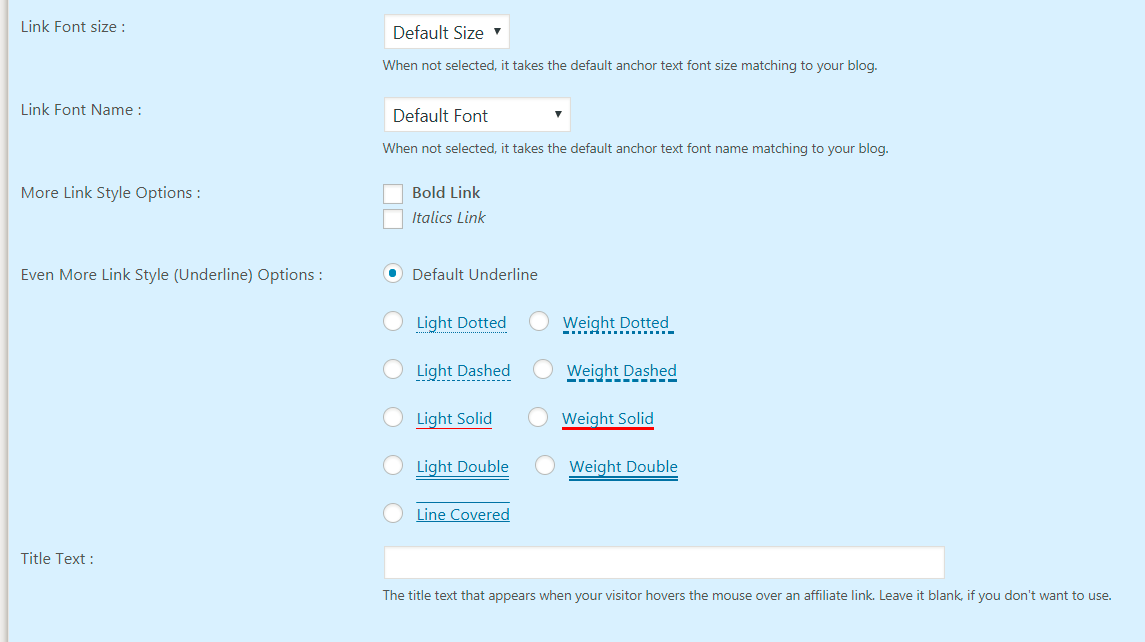 Link Font size :
Default Size
When not selected, it takes the default anchor text font size matching to your blog.
Link Font Name :
Default Font
When not selected, it takes the default anchor text font name matching to your blog.
More Link Style Options :
Bold Link
Italics Link
Even More Link Style (Underline) Options :
Default Underline
Light Dotted Weight Dotted
Light Dashed Weight Dashed
Light Solid Weight Solid
Light Double Weight Double
Line Covered
Title Text :
The title text that appears when your visitor hovers the mouse over an affiliate link. Leave it blank, if you don't want to use.